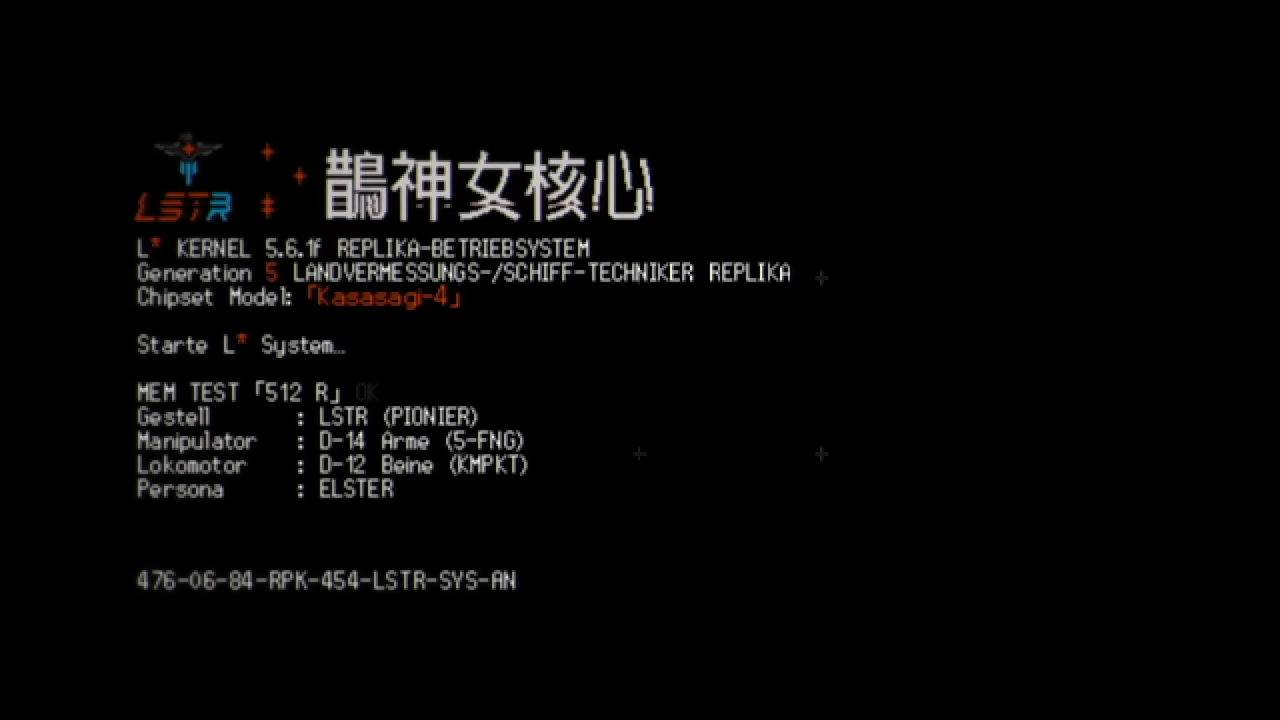 LSTR
鵲神女核心
L* KERNEL 5.6.1f REPLIKA-BETRIEBSYSTEM
Generation 5 LANDVERMESSUNGS-/SCHIFF-TECHNIKER REPLIKA
Chipset Model:「Kasasagi-4」
Starte L* System…
MEM TEST「512 R」OK
Gestell : LSTR (PIONIER)
Manipulator : D-14 Arme (5-FNG)
Lokomotor : D-12 Beine (KMPKT)
Persona : ELSTER
476-06-84-RPK-454-LSTR-SYS-AN